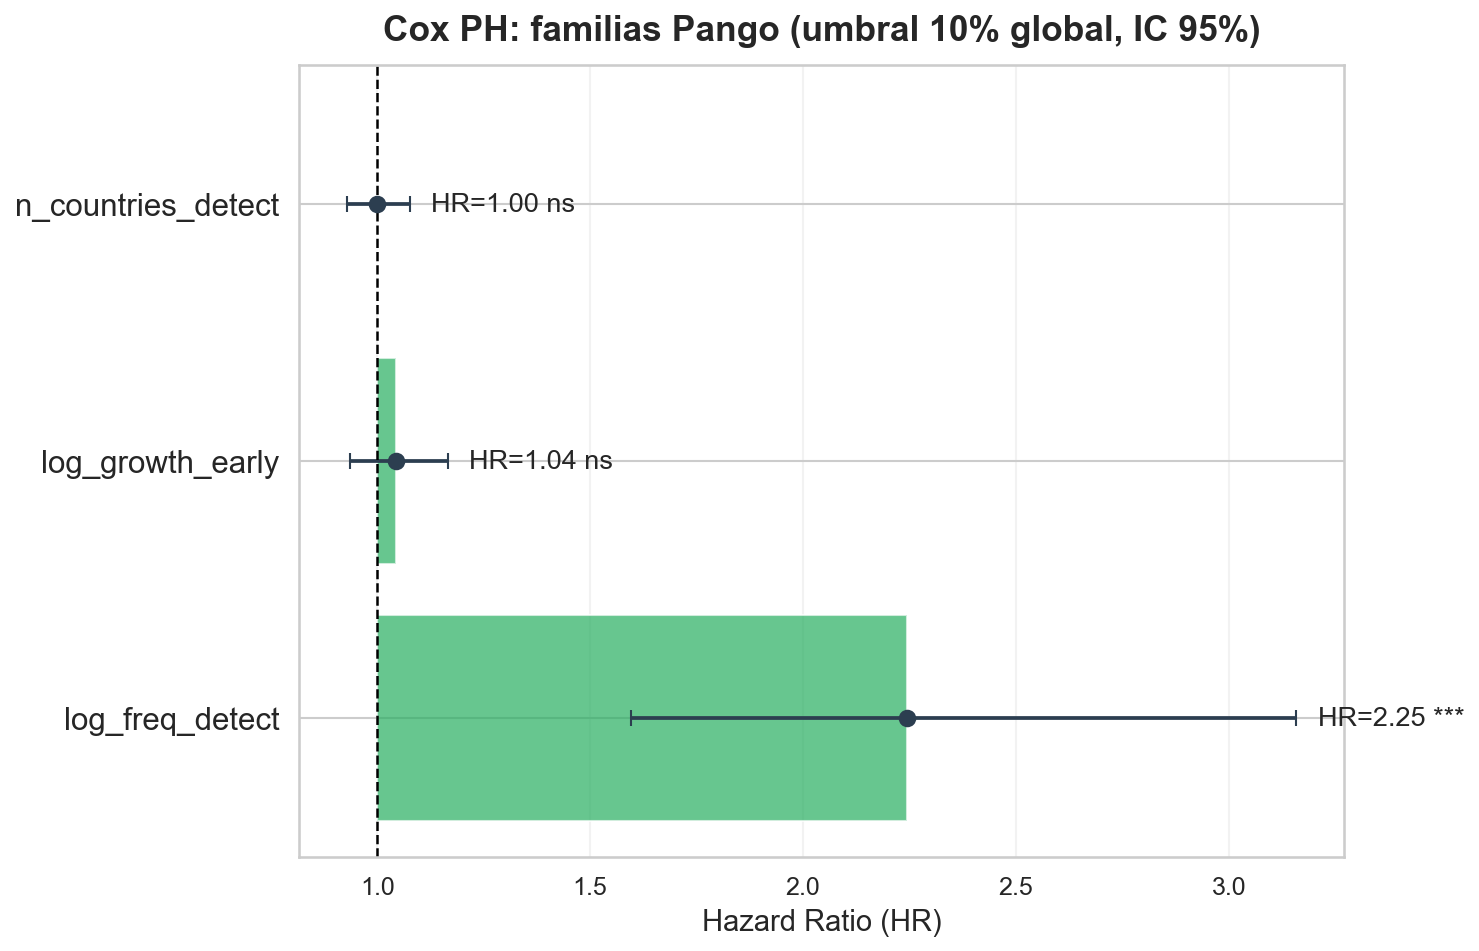 Cox PH: familias Pango (umbral 10% global, IC 95%)
n_countries_detect
HR=1.00 ns
log_growth_early
HR=1.04 ns
log_freq_detect
HR=2.25 ***
1.0 1.5 2.0 2.5 3.0
Hazard Ratio (HR)